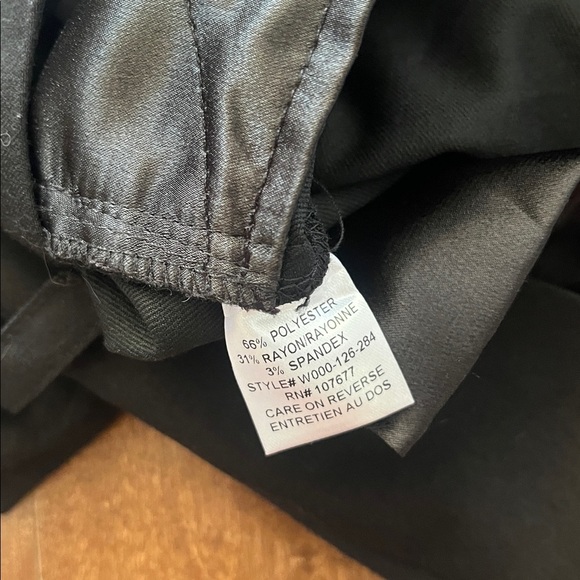 66% POLYESTER
31% RAYON/RAYONNE
3% SPANDEX
STYLE# W000-126-284
RN# 107677
CARE ON REVERSE
ENTRETIEN AU DOS